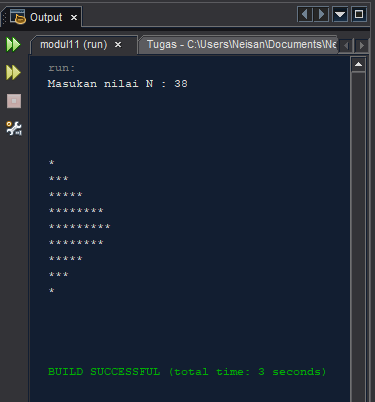 Output ×
modul11 (run) × Tugas - C:\Users\Neisan\Documents\Ne
run:
Masukan nilai N : 38
*
***
*****
********
*********
********
*****
***
*
BUILD SUCCESSFUL (total time: 3 seconds)